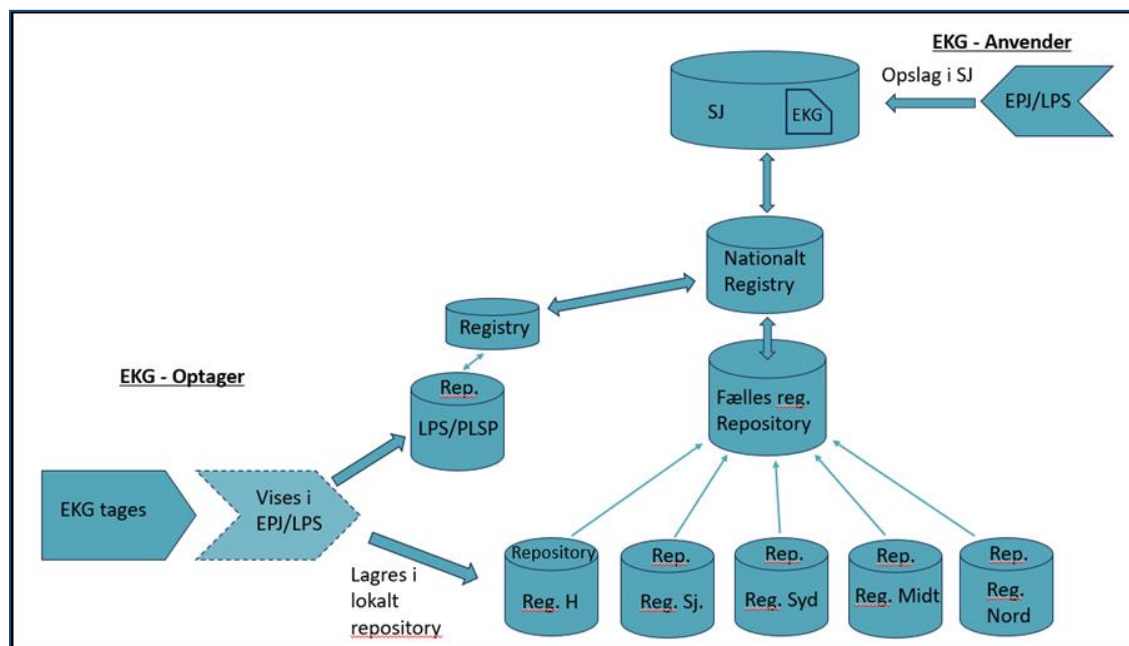 EKG - Anvender
Opslag i SJ
EPJ/LPS
SJ
EKG
Nationalt
Registry
Registry
EKG - Optager
Rep.
LPS/PLSP
Fælles reg.
Repository
EKG tages
Vises i
EPJ/LPS
Lagres i
lokalt
repository
Repository
Reg. H
Rep.
Reg. Sj.
Rep.
Reg. Syd
Rep.
Reg. Midt
Rep.
Reg.
Nord